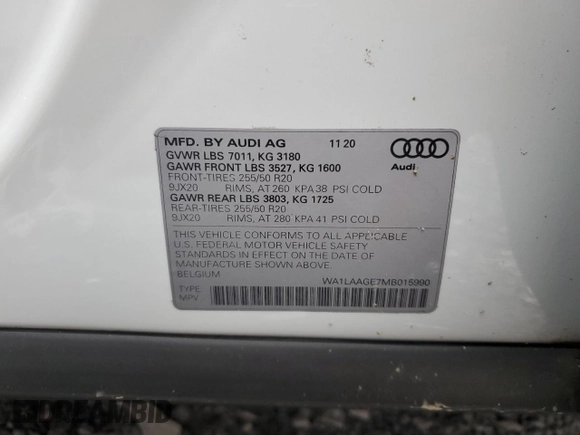 MFD. BY AUDI AG 11 20
GVWR LBS 7011, KG 3180
GAWR FRONT LBS 3527, KG 1600
FRONT-TIRES 255/50 R20
9JX20 RIMS, AT 260 KPA 38 PSI COLD
GAWR REAR LBS 3803, KG 1725
REAR-TIRES 255/50 R20
9JX20 RIMS, AT 280 KPA 41 PSI COLD
Audi
THIS VEHICLE CONFORMS TO ALL APPLICABLE
U.S. FEDERAL MOTOR VEHICLE SAFETY
STANDARDS IN EFFECT ON THE DATE OF
MANUFACTURE SHOWN ABOVE.
BELGIUM
WA1LAAGE7MB015990
TYPE
MPV